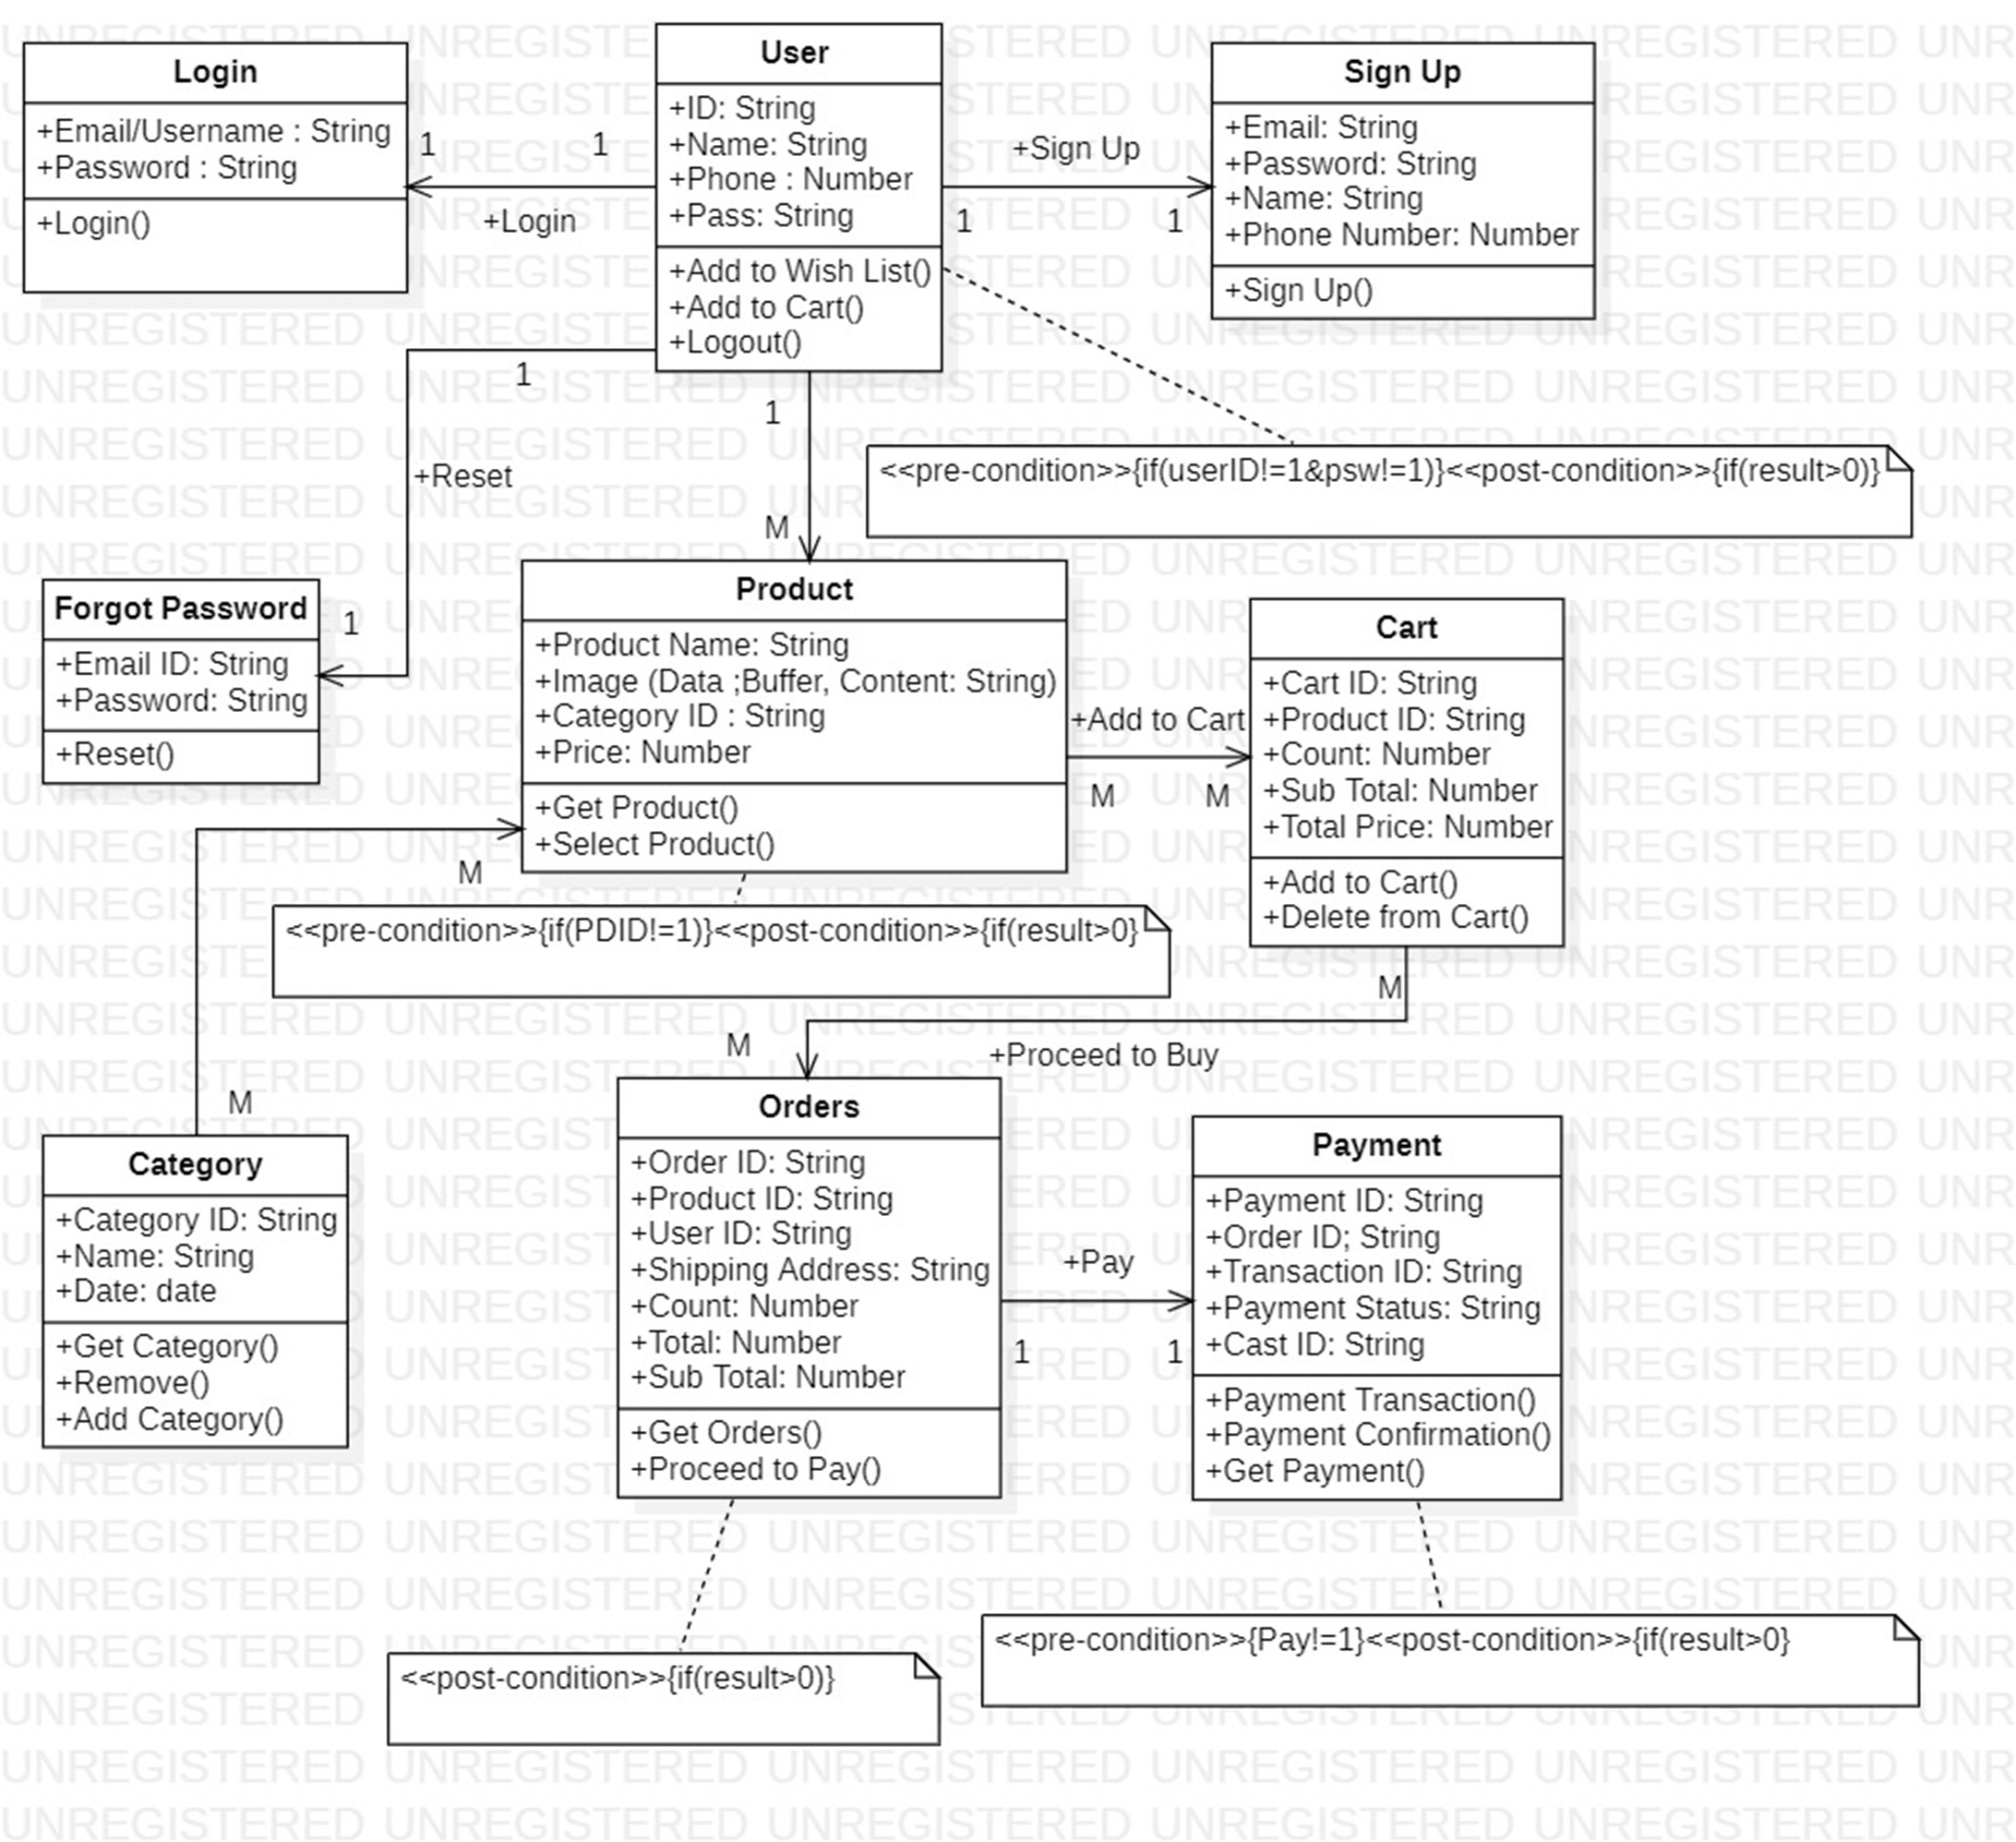 Login
+Email/Username : String
+Password : String
+Login()
1
1
+Login
User
+ID: String
+Name: String
+Phone : Number
+Pass: String
+Add to Wish List()
+Add to Cart()
+Logout()
+Sign Up
1
1
Sign Up
+Email: String
+Password: String
+Name: String
+Phone Number: Number
+Sign Up()
1
+Reset
1
1
M
<<pre-condition>>{if(userID!=1&psw!=1)}<<post-condition>>{if(result>0)}
Forgot Password
+Email ID: String
+Password: String
+Reset()
Product
+Product Name: String
+Image (Data ;Buffer, Content: String)
+Category ID : String
+Price: Number
+Get Product()
+Select Product()
+Add to Cart
M
M
Cart
+Cart ID: String
+Product ID: String
+Count: Number
+Sub Total: Number
+Total Price: Number
+Add to Cart()
+Delete from Cart()
M
<<pre-condition>>{if(PDID!=1)}<<post-condition>>{if(result>0}
M
M
+Proceed to Buy
M
Category
+Category ID: String
+Name: String
+Date: date
+Get Category()
+Remove()
+Add Category()
Orders
+Order ID: String
+Product ID: String
+User ID: String
+Shipping Address: String
+Count: Number
+Total: Number
+Sub Total: Number
+Get Orders()
+Proceed to Pay()
+Pay
1
1
Payment
+Payment ID: String
+Order ID; String
+Transaction ID: String
+Payment Status: String
+Cast ID: String
+Payment Transaction()
+Payment Confirmation()
+Get Payment()
<<post-condition>>{if(result>0)}
<<pre-condition>>{Pay!=1}<<post-condition>>{if(result>0}
UNREGISTERED